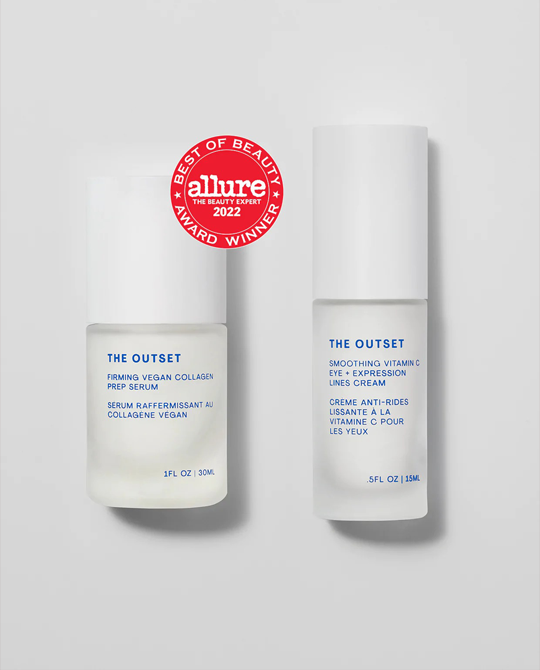 BEST OF BEAUTY
allure
THE BEAUTY EXPERT
2022
AWARD WINNER
THE OUTSET
FIRMING VEGAN COLLAGEN
PREP SERUM
SERUM RAFFERMISSANT AU
COLLAGÈNE VÉGAN
1FL OZ | 30ML
THE OUTSET
SMOOTHING VITAMIN C
EYE + EXPRESSION
LINES CREAM
CREME ANTI-RIDES
LISSANTE À LA
VITAMINE C POUR
LES YEUX
.5FL OZ | 15ML